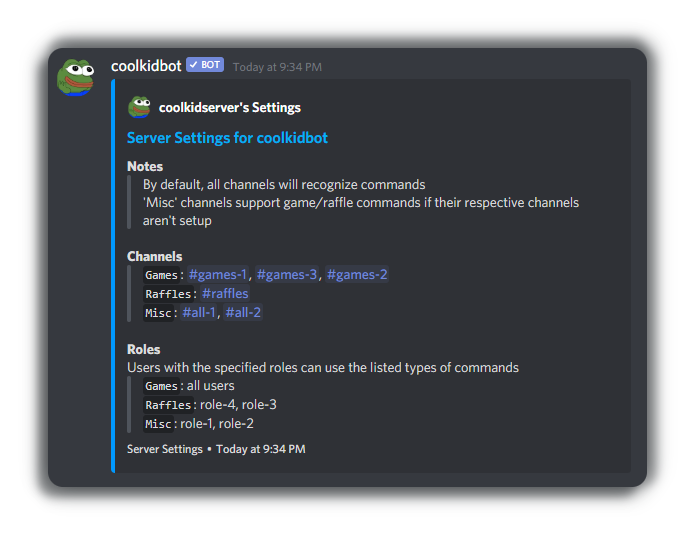 coolkidbot ✓ BOT Today at 9:34 PM
coolkidserver's Settings
Server Settings for coolkidbot
Notes
By default, all channels will recognize commands
'Misc' channels support game/raffle commands if their respective channels
aren't setup
Channels
Games: #games-1, #games-3, #games-2
Raffles: #raffles
Misc: #all-1, #all-2
Roles
Users with the specified roles can use the listed types of commands
Games: all users
Raffles: role-4, role-3
Misc: role-1, role-2
Server Settings • Today at 9:34 PM